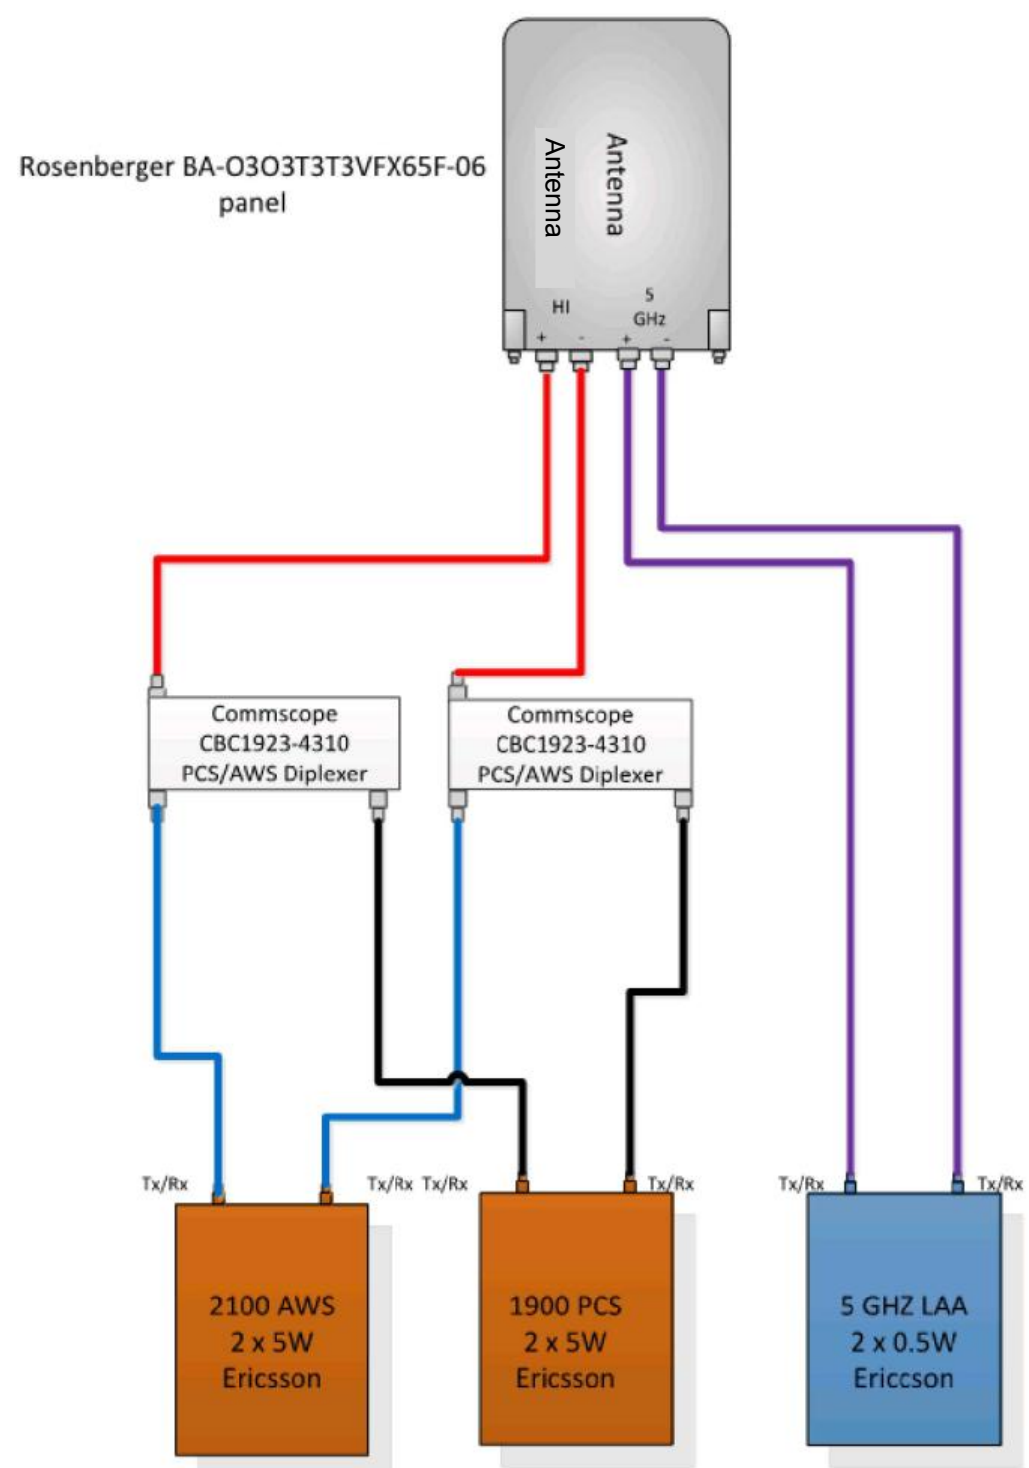 Rosenberger BA-O3O3T3T3VFX65F-06
panel
Antenna
Antenna
HI
5
GHz
+
-
+
-
Commscope
CBC1923-4310
PCS/AWS Diplexer
Commscope
CBC1923-4310
PCS/AWS Diplexer
Tx/Rx
Tx/Rx
Tx/Rx
Tx/Rx
Tx/Rx
Tx/Rx
2100 AWS
2 x 5W
Ericsson
1900 PCS
2 x 5W
Ericsson
5 GHZ LAA
2 x 0.5W
Ericcson